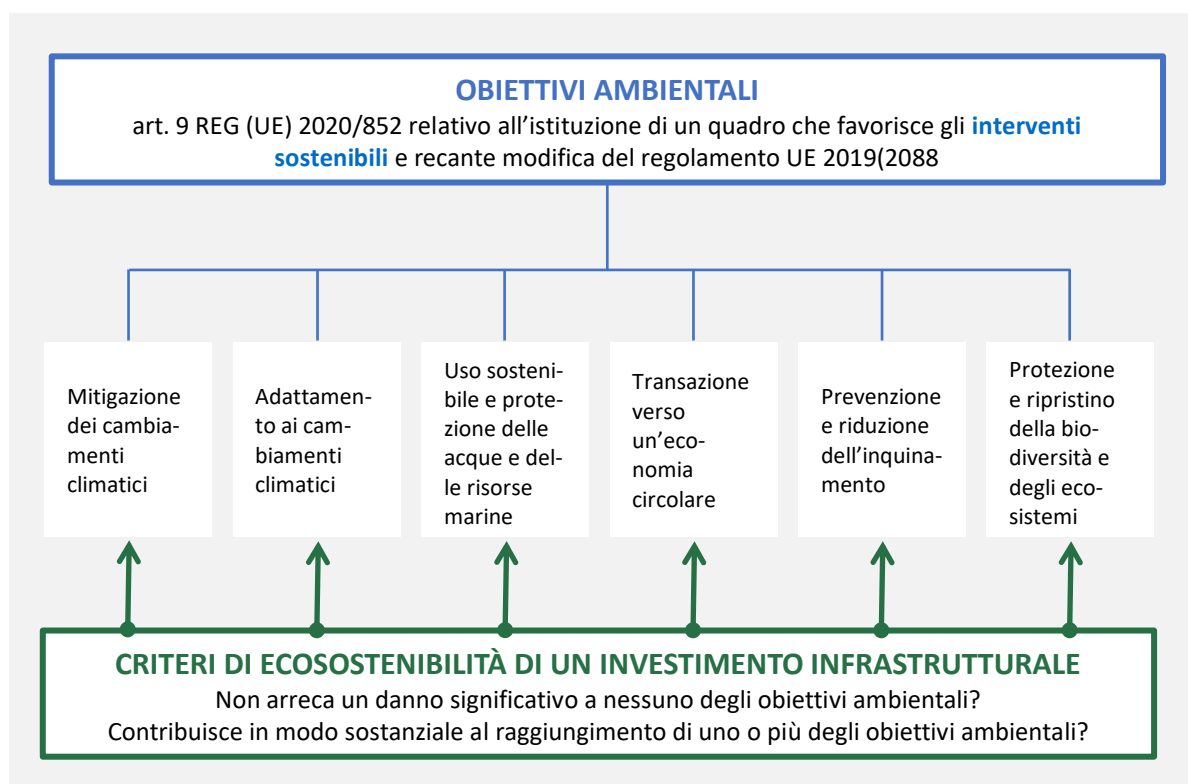 OBIETTIVI AMBIENTALI
art. 9 REG (UE) 2020/852 relativo all'istituzione di un quadro che favorisce gli interventi
sostenibili e recante modifica del regolamento UE 2019(2088
Mitigazione
dei cambia-
menti
climatici
Adattamen-
to ai cam-
biamenti
climatici
Uso sosteni-
bile e prote-
zione delle
acque e del-
le risorse
marine
Transazione
verso
un'eco-
nomia
circolare
Prevenzione
e riduzione
dell'inquina-
mento
Protezione
e ripristino
della bio-
diversità e
degli eco-
sistemi
CRITERI DI ECOSOSTENIBILITÀ DI UN INVESTIMENTO INFRASTRUTTURALE
Non arreca un danno significativo a nessuno degli obiettivi ambientali?
Contribuisce in modo sostanziale al raggiungimento di uno o più degli obiettivi ambientali?